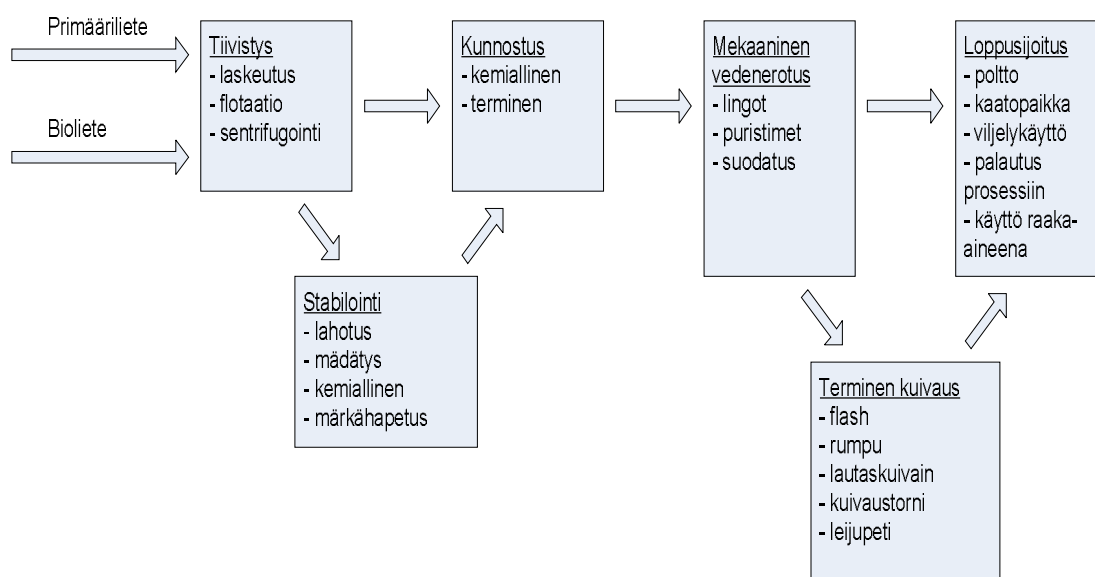 Primääriliete
Bioliete
Tiivistys
- laskeutus
- flotaatio
- sentrifugointi
Kunnostus
- kemiallinen
- terminen
Mekaaninen
vedenerotus
- lingot
- puristimet
- suodatus
Loppusijoitus
- poltto
- kaatopaikka
- viljelykäyttö
- palautus
prosessiin
- käyttö raaka-
aineena
Stabilointi
- lahotus
- mädätys
- kemiallinen
- märkähapetus
Terminen kuivaus
- flash
- rumpu
- lautaskuivain
- kuivaustorni
- leijupeti